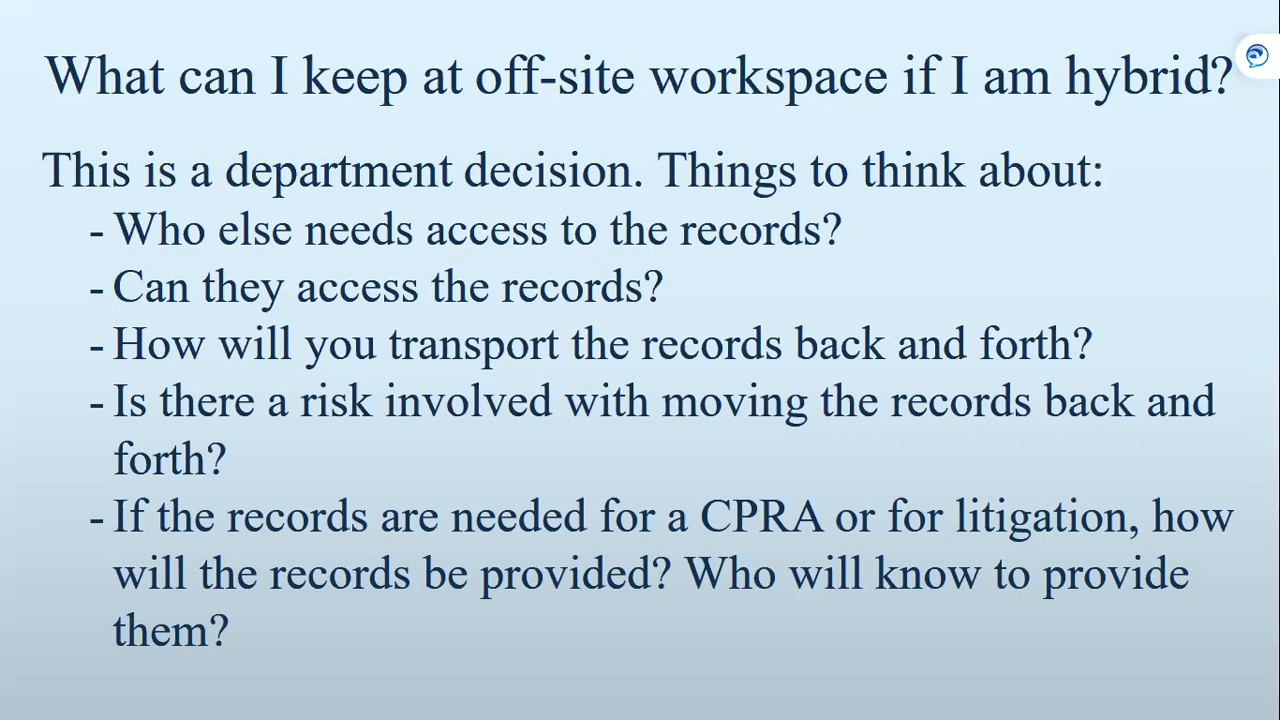 What can I keep at off-site workspace if I am hybrid?
This is a department decision. Things to think about:
- Who else needs access to the records?
- Can they access the records?
- How will you transport the records back and forth?
- Is there a risk involved with moving the records back and
forth?
- If the records are needed for a CPRA or for litigation, how
will the records be provided? Who will know to provide
them?